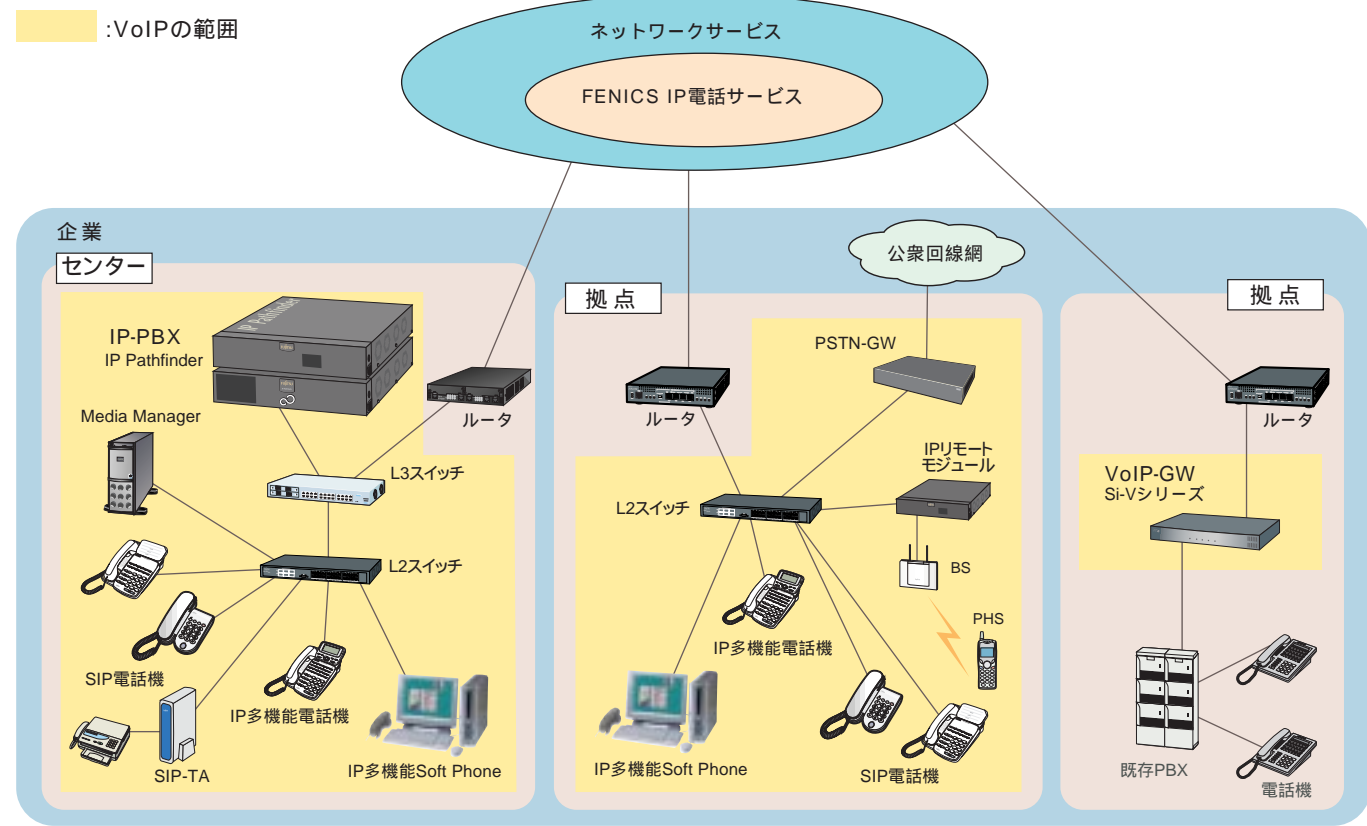 :VoIPの範囲
ネットワークサービス
FENICS IP電話サービス
企業
センター
IP-PBX
IP Pathfinder
IP Pathfinder
Media Manager
ルータ
L3スイッチ
L2スイッチ
SIP電話機
IP多機能電話機
SIP-TA
IP多機能Soft Phone
拠点
公衆回線網
PSTN-GW
ルータ
IPリモート
モジュール
L2スイッチ
BS
PHS
IP多機能電話機
IP多機能Soft Phone
SIP電話機
拠点
ルータ
VoIP-GW
Si-Vシリーズ
既存PBX
電話機